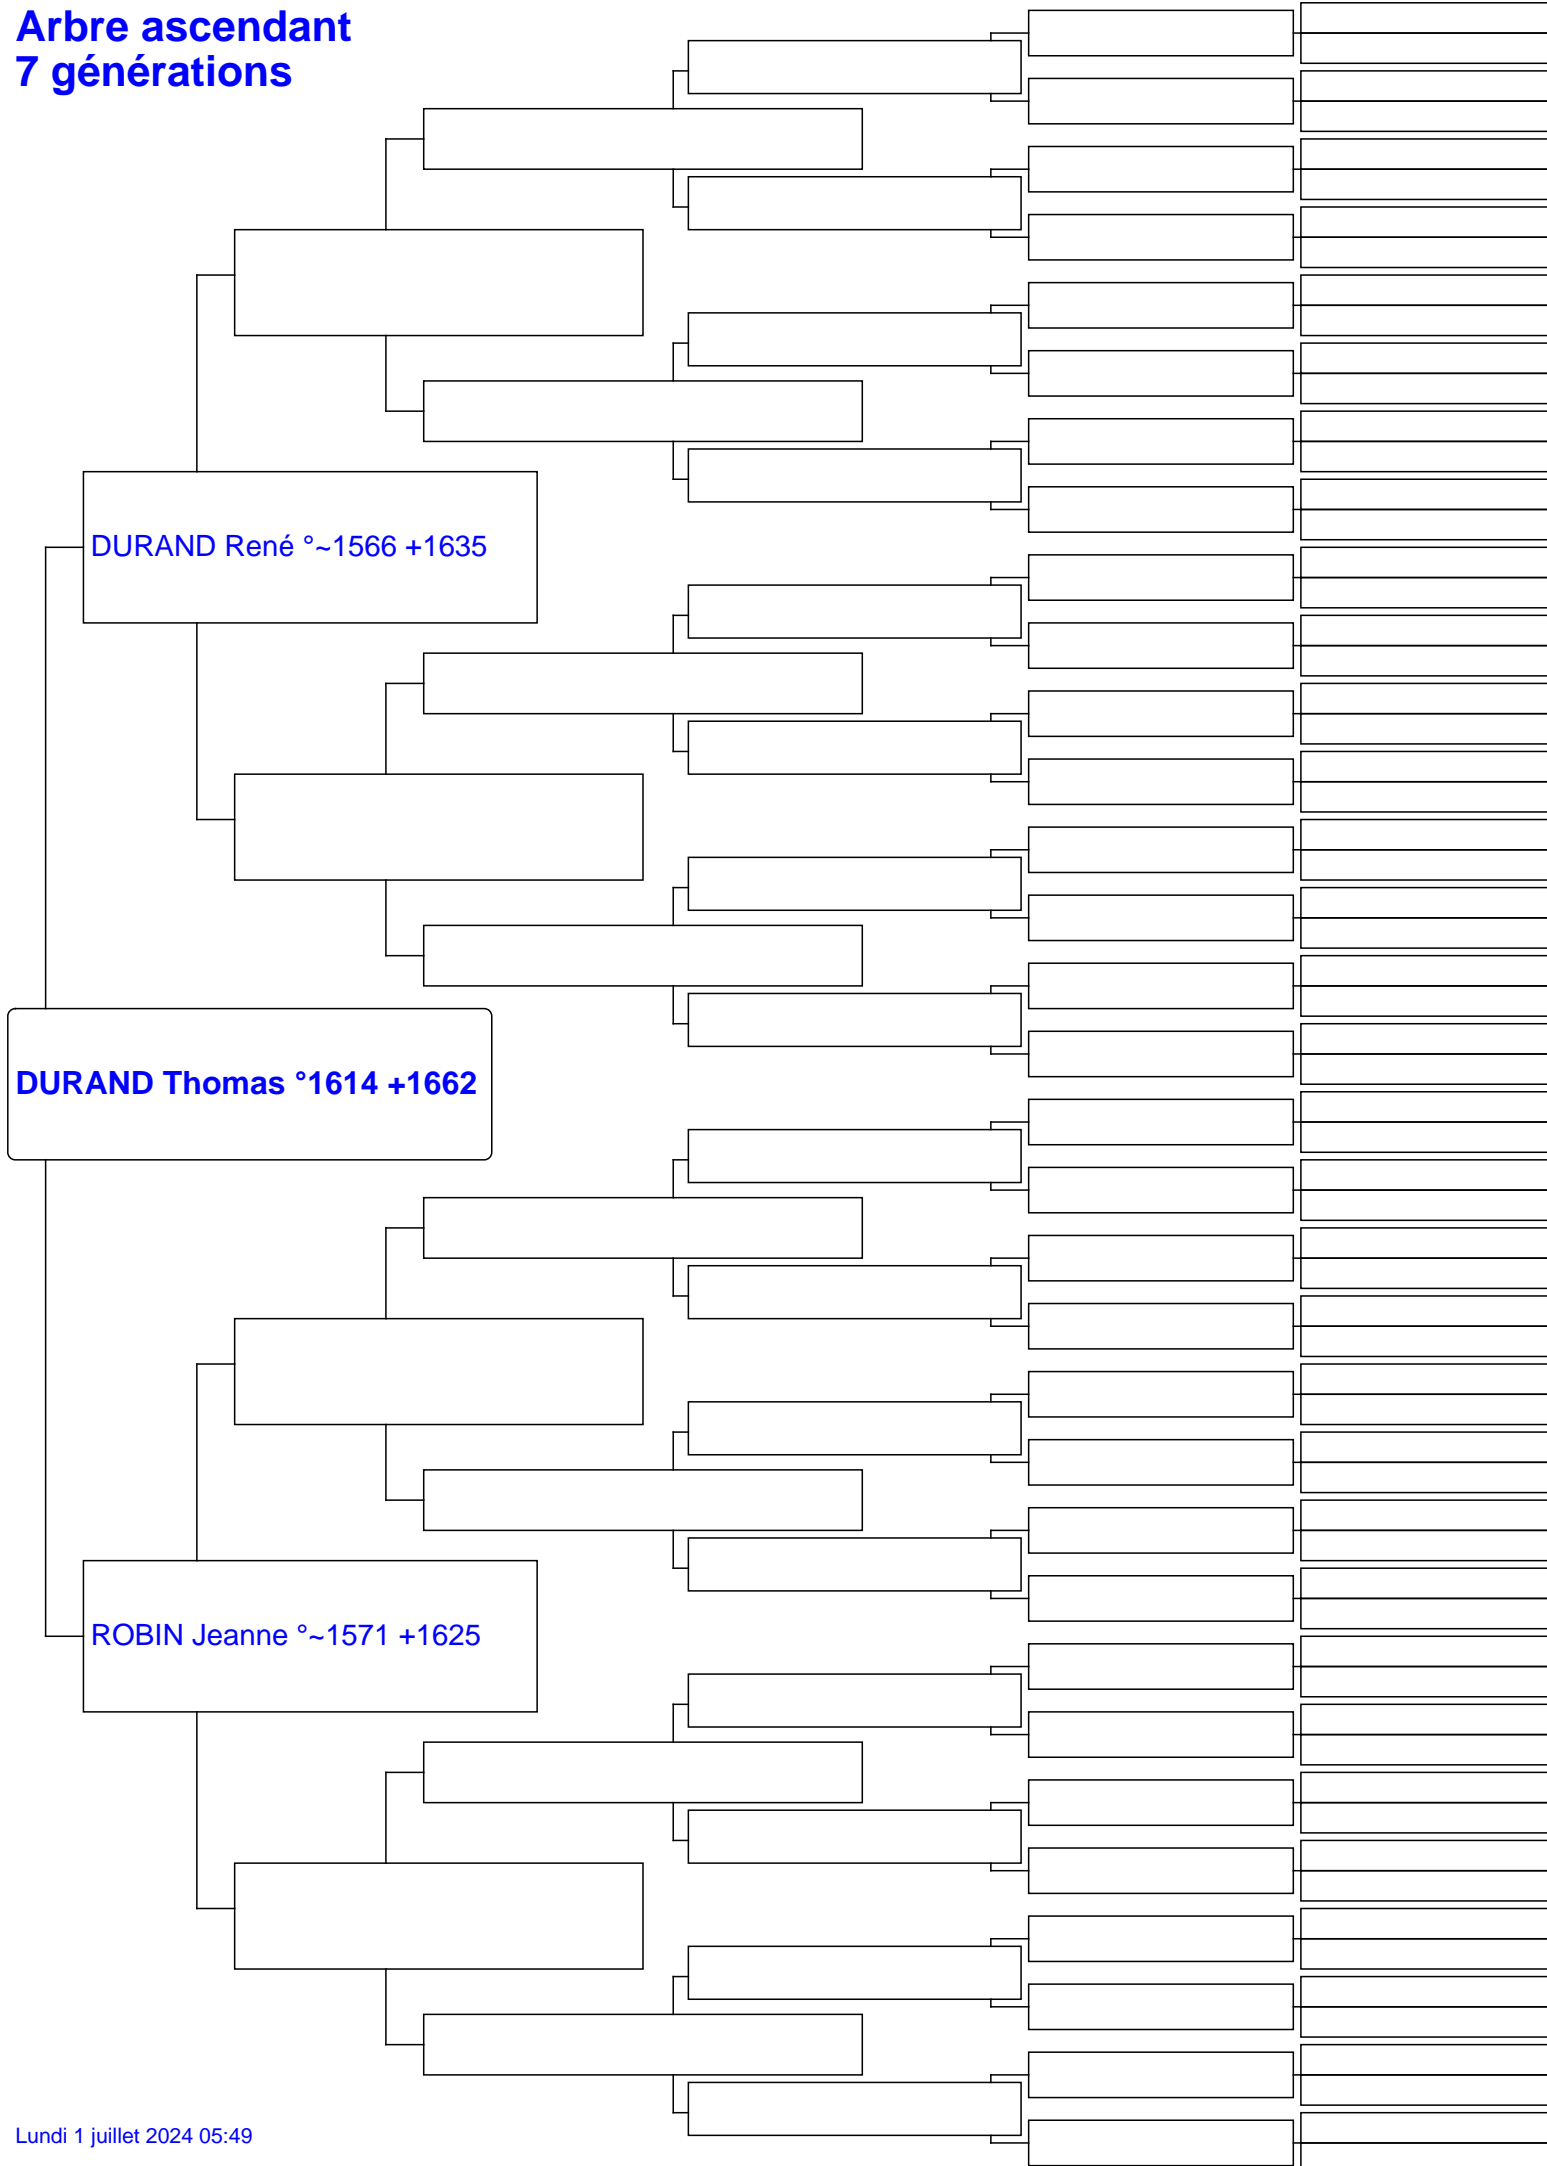 Arbre ascendant
7 générations
DURAND René °~1566 +1635
DURAND Thomas °1614 +1662
ROBIN Jeanne °~1571 +1625
Lundi 1 juillet 2024 05:49